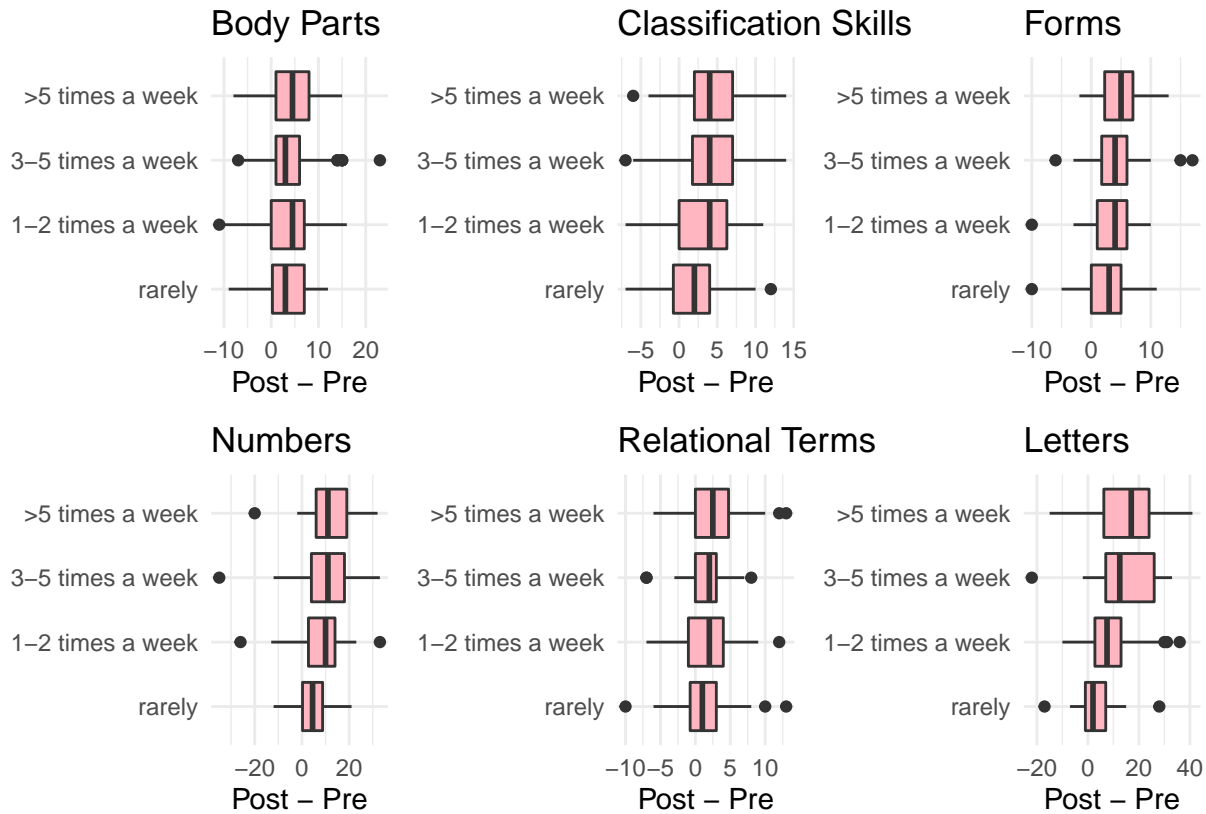 Body Parts
>5 times a week
3–5 times a week
1–2 times a week
rarely
−10 0 10 20
Post − Pre
Classification Skills
>5 times a week
3–5 times a week
1–2 times a week
rarely
−5 0 5 10 15
Post − Pre
Forms
>5 times a week
3–5 times a week
1–2 times a week
rarely
−10 0 10
Post − Pre
Numbers
>5 times a week
3–5 times a week
1–2 times a week
rarely
−20 0 20
Post − Pre
Relational Terms
>5 times a week
3–5 times a week
1–2 times a week
rarely
−10 −5 0 5 10
Post − Pre
Letters
>5 times a week
3–5 times a week
1–2 times a week
rarely
−20 0 20 40
Post − Pre